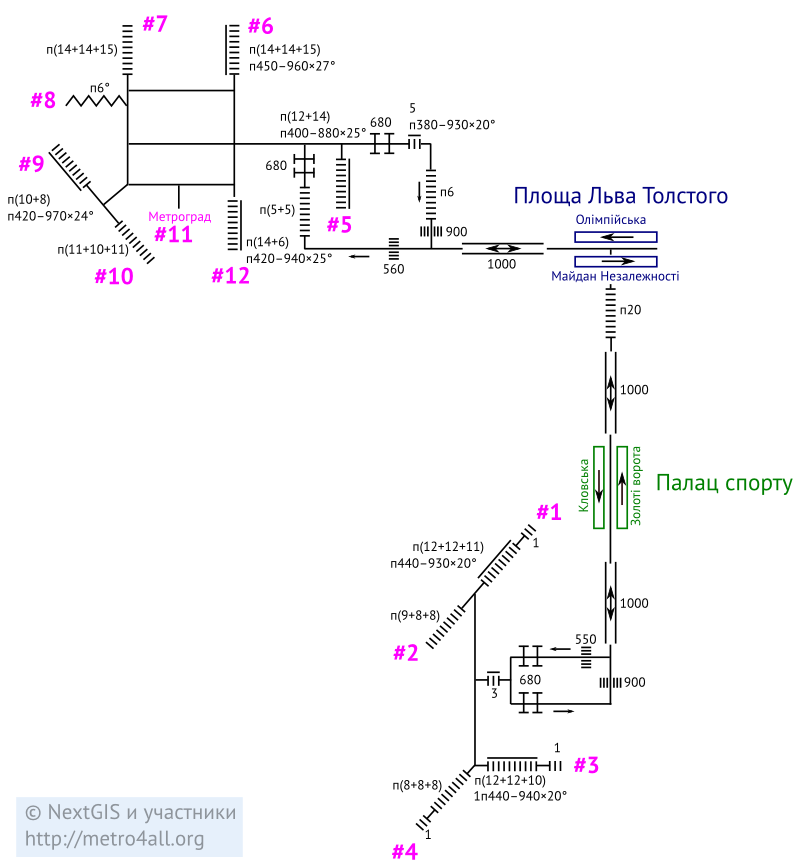 #7
#6
п(14+14+15)
п(14+14+15)
п450–960×27°
п6°
#8
п(12+14)
п400–880×25°
680
5
п380–930×20°
#9
680
п(10+8)
п420–970×24°
п6
Площа Льва Толстого
Метроград
#11
п(5+5)
#5
Олімпійська
900
п(11+10+11)
п(14+6)
п420–940×25°
#10
#12
560
1000
Майдан Незалежності
п20
1000
Кловська
Золоті ворота
Палац спорту
#1
1
п(12+12+11)
п440–930×20°
1000
п(9+8+8)
#2
550
680
900
3
1
#3
п(8+8+8)
п(12+12+10)
1п440–940×20°
1
#4
© NextGIS и участники
http://metro4all.org